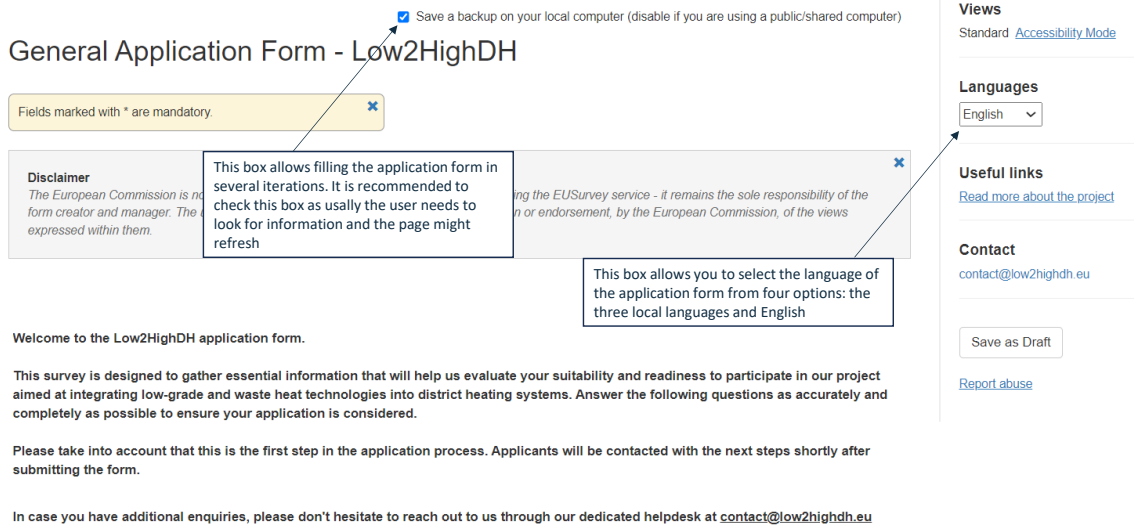 Save a backup on your local computer (disable if you are using a public/shared computer)
General Application Form - Low2HighDH
Fields marked with * are mandatory.
Disclaimer
The European Commission is no
ing the EUSurvey service - it remains the sole responsibility of the
form creator and manager. The
n or endorsement, by the European Commission, of the views
expressed within them.
This box allows filling the application form in
several iterations. It is recommended to
check this box as usally the user needs to
look for information and the page might
refresh
This box allows you to select the language of
the application form from four options: the
three local languages and English
Welcome to the Low2HighDH application form.
This survey is designed to gather essential information that will help us evaluate your suitability and readiness to participate in our project
aimed at integrating low-grade and waste heat technologies into district heating systems. Answer the following questions as accurately and
completely as possible to ensure your application is considered.
Please take into account that this is the first step in the application process. Applicants will be contacted with the next steps shortly after
submitting the form.
In case you have additional enquiries, please don't hesitate to reach out to us through our dedicated helpdesk at contact@low2highdh.eu
Views
Standard Accessibility Mode
Languages
English
Useful links
Read more about the project
Contact
contact@low2highdh.eu
Save as Draft
Report abuse